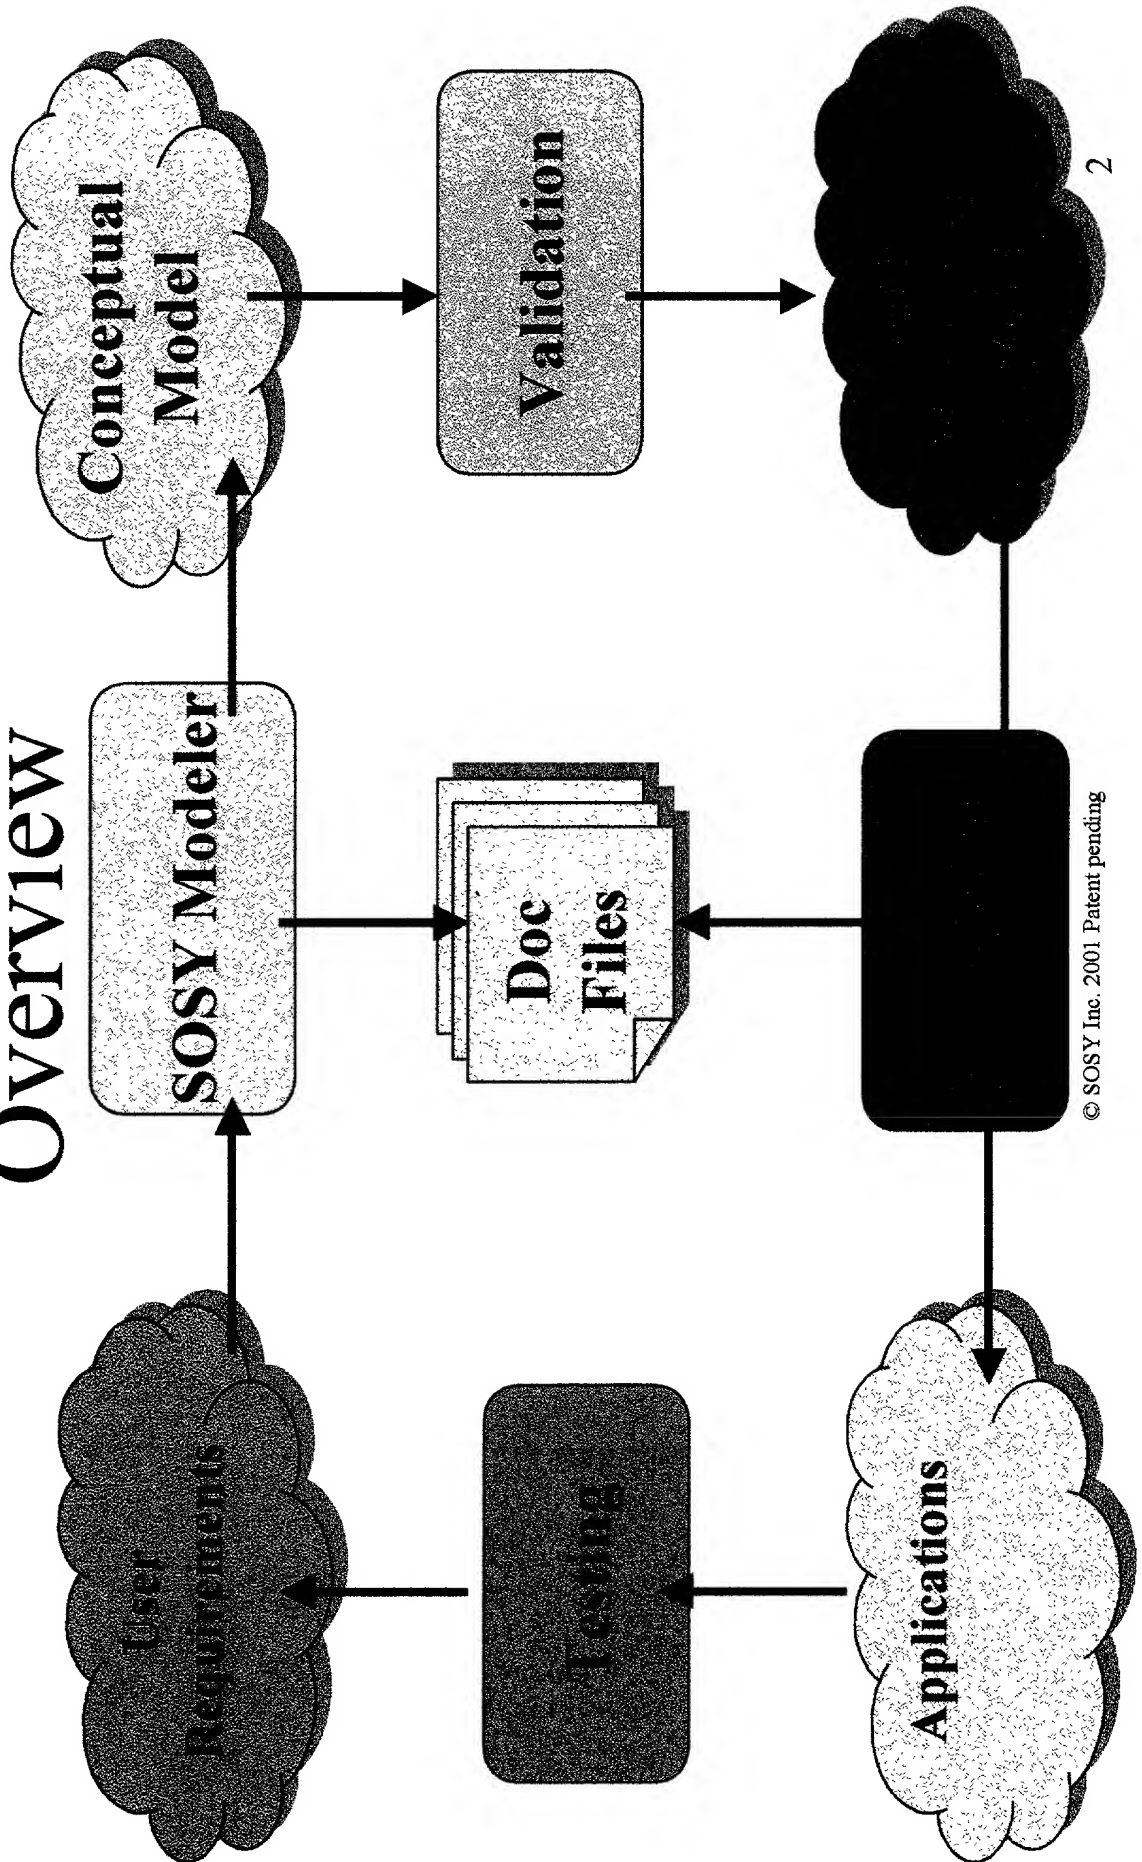 Overview
User
Requirements
SOSY Modeler
Conceptual
Model
Testing
Doc
Files
Validation
Applications
© SOSY Inc. 2001 Patent pending
2